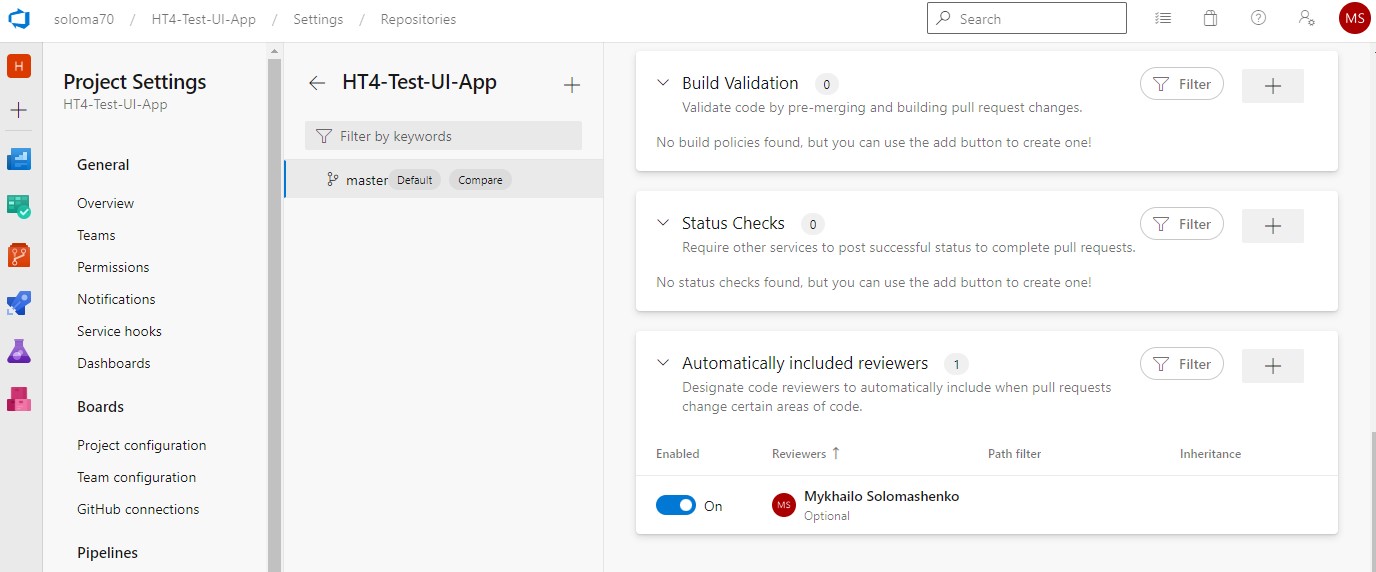 soloma70 / HT4-Test-UI-App / Settings / Repositories
Search
MS
H
Project Settings
HT4-Test-UI-App
General
Overview
Teams
Permissions
Notifications
Service hooks
Dashboards
Boards
Project configuration
Team configuration
GitHub connections
Pipelines
HT4-Test-UI-App
Filter by keywords
master Default Compare
Build Validation 0
Filter
Validate code by pre-merging and building pull request changes.
No build policies found, but you can use the add button to create one!
Status Checks 0
Filter
Require other services to post successful status to complete pull requests.
No status checks found, but you can use the add button to create one!
Automatically included reviewers 1
Filter
Designate code reviewers to automatically include when pull requests
change certain areas of code.
Enabled Reviewers ↑ Path filter Inheritance
On MS Mykhailo Solomashenko
Optional